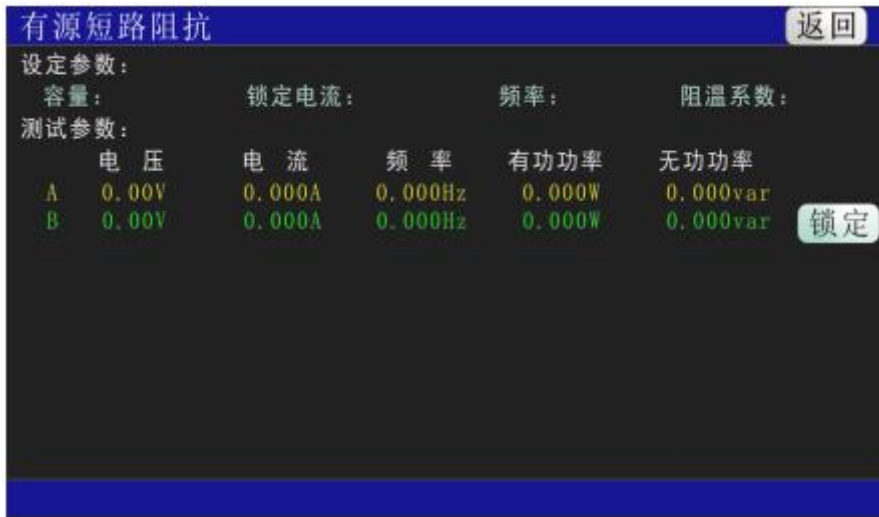 有源短路阻抗 返回
设定参数：
容量： 锁定电流： 频率： 阻温系数：
测试参数：
电 压 电 流 频 率 有功功率 无功功率
A 0.00V 0.000A 0.000Hz 0.000W 0.000var
B 0.00V 0.000A 0.000Hz 0.000W 0.000var 锁定